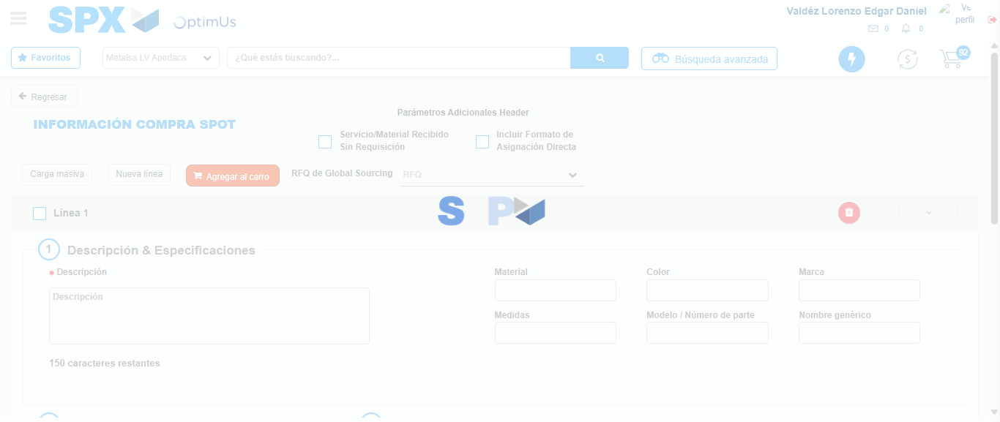 SPX OptimUs
Valdéz Lorenzo Edgar Daniel
Ve
perfil
0 0
Favoritos
Metalsa LV Apodaca
¿Qué estás buscando?...
Búsqueda avanzada
$
92
Regresar
INFORMACIÓN COMPRA SPOT
Parámetros Adicionales Header
Servicio/Material Recibido
Sin Requisición
Incluir Formato de
Asignación Directa
Carga masiva
Nueva línea
Agregar al carro
RFQ de Global Sourcing
RFQ
Línea 1
S P
1 Descripción & Especificaciones
* Descripción
Descripción
150 caracteres restantes
Material
Color
Marca
Medidas
Modelo / Número de parte
Nombre genérico